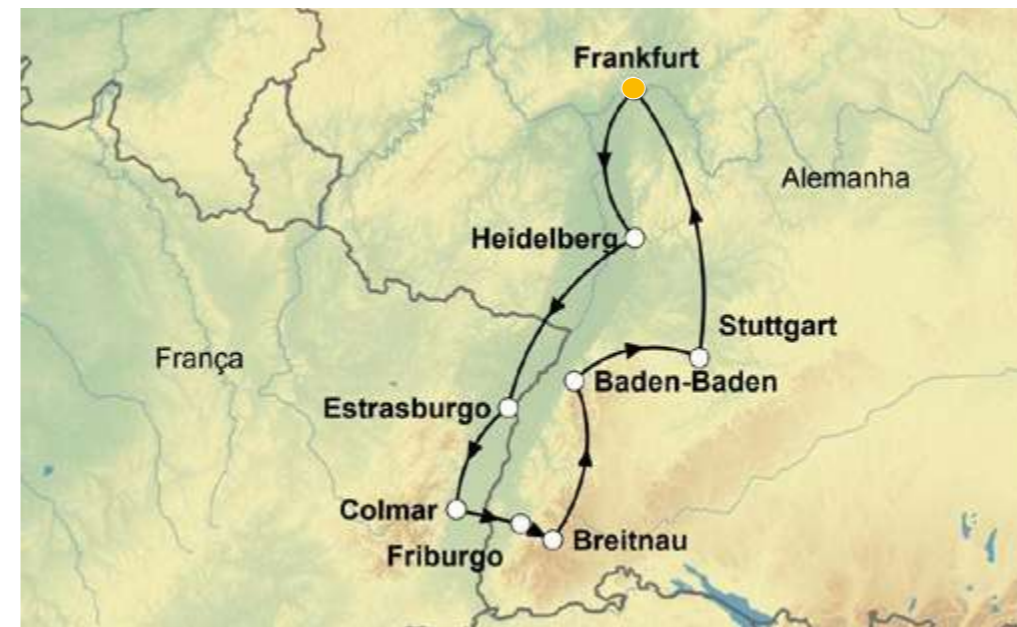 Frankfurt
Alemanha
Heidelberg
Stuttgart
França
Baden-Baden
Estrasburgo
Colmar
Friburgo
Breitnau